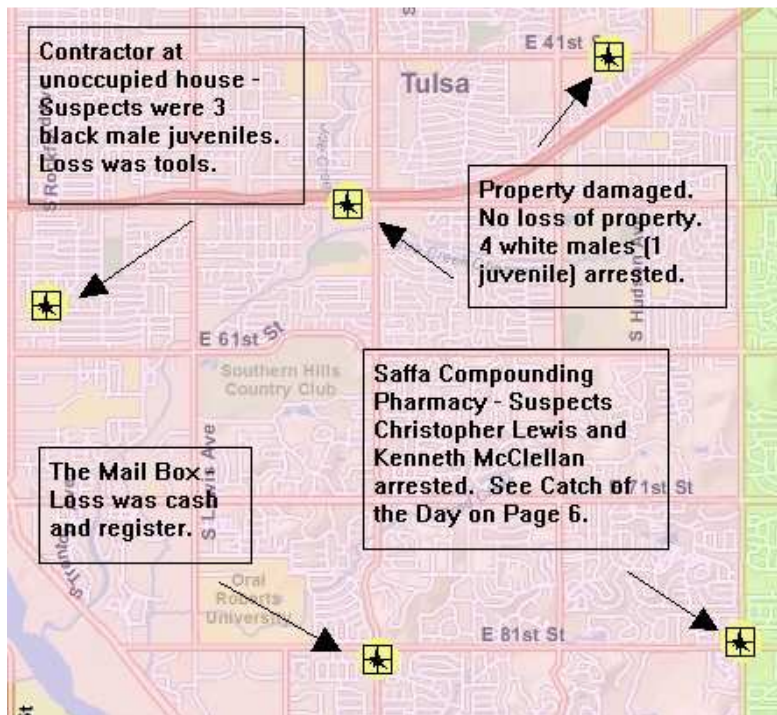 Contractor at
unoccupied house -
Suspects were 3
black male juveniles.
Loss was tools.
E 41st S
Tulsa
Property damaged.
No loss of property.
4 white males (1
juvenile) arrested.
S Hudson Av
E 61st St
Southern Hills
Country Club
Saffa Compounding
Pharmacy - Suspects
Christopher Lewis and
Kenneth McClellan
arrested. See Catch of
the Day on Page 6.
71st St
S Lewis Ave
The Mail Box -
Loss was cash
and register.
Oral
Roberts
University
E 81st St